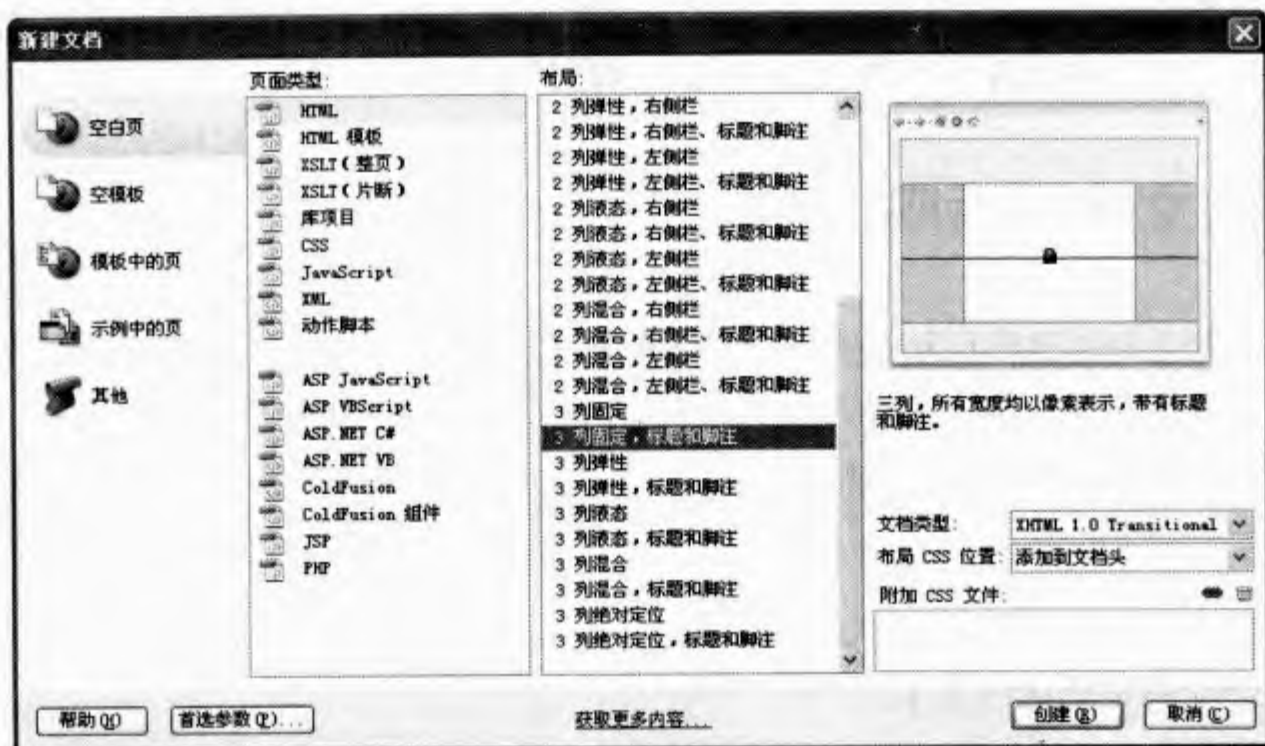 新建文档
空白页
空模板
模板中的页
示例中的页
其他
页面类型:
HTML
HTML 模板
XSLT(整页)
XSLT(片断)
库项目
CSS
JavaScript
XML
动作脚本
ASP JavaScript
ASP VBScript
ASP.NET C#
ASP.NET VB
ColdFusion
ColdFusion 组件
JSP
PHP
布局:
2 列弹性，右侧栏
2 列弹性，右侧栏、标题和脚注
2 列弹性，左侧栏
2 列弹性，左侧栏、标题和脚注
2 列液态，右侧栏
2 列液态，右侧栏、标题和脚注
2 列液态，左侧栏
2 列液态，左侧栏、标题和脚注
2 列混合，右侧栏
2 列混合，右侧栏、标题和脚注
2 列混合，左侧栏
2 列混合，左侧栏、标题和脚注
3 列固定
3 列固定，标题和脚注
3 列弹性
3 列弹性，标题和脚注
3 列液态
3 列液态，标题和脚注
3 列混合
3 列混合，标题和脚注
3 列绝对定位
3 列绝对定位，标题和脚注
三列，所有宽度均以像素表示，带有标题
和脚注。
文档类型: XHTML 1.0 Transitional
布局 CSS 位置: 添加到文档头
附加 CSS 文件:
帮助(H)
首选参数(P)...
获取更多内容...
创建(R)
取消(C)